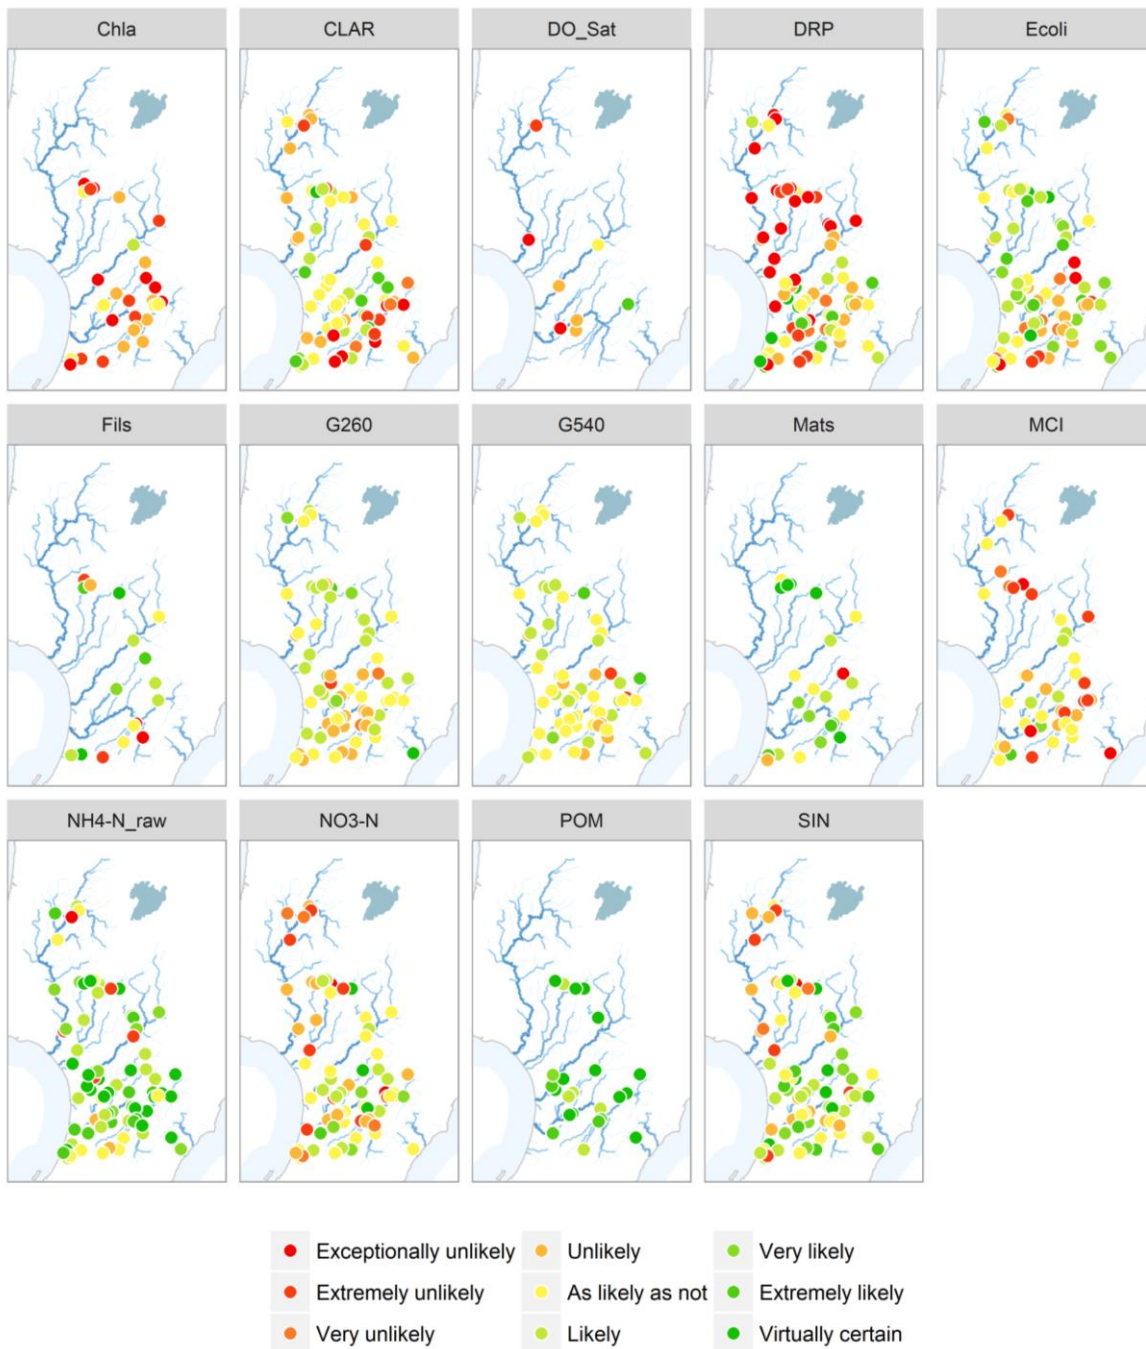 Chla
CLAR
DO_Sat
DRP
Ecoli
Fils
G260
G540
Mats
MCI
NH4-N_raw
NO3-N
POM
SIN
Exceptionally unlikely
Unlikely
Very likely
Extremely unlikely
As likely as not
Extremely likely
Very unlikely
Likely
Virtually certain